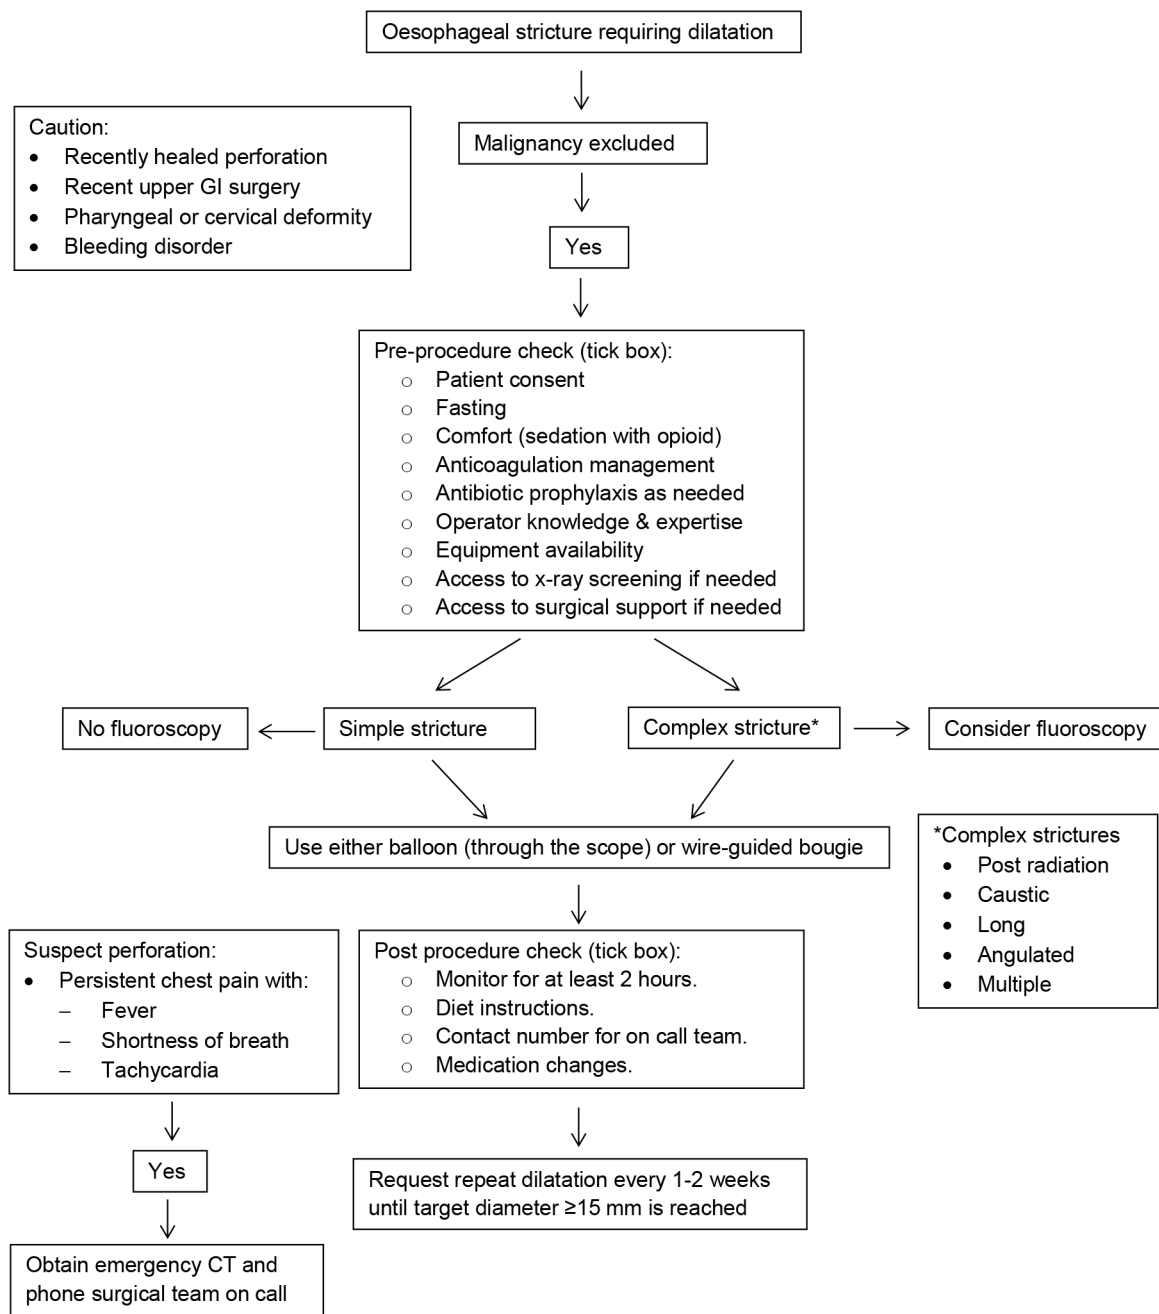 Oesophageal stricture requiring dilatation
Caution:
• Recently healed perforation
• Recent upper GI surgery
• Pharyngeal or cervical deformity
• Bleeding disorder
Malignancy excluded
Yes
Pre-procedure check (tick box):
○ Patient consent
○ Fasting
○ Comfort (sedation with opioid)
○ Anticoagulation management
○ Antibiotic prophylaxis as needed
○ Operator knowledge & expertise
○ Equipment availability
○ Access to x-ray screening if needed
○ Access to surgical support if needed
No fluoroscopy
Simple stricture
Complex stricture*
Consider fluoroscopy
Use either balloon (through the scope) or wire-guided bougie
*Complex strictures
• Post radiation
• Caustic
• Long
• Angulated
• Multiple
Suspect perforation:
• Persistent chest pain with:
– Fever
– Shortness of breath
– Tachycardia
Post procedure check (tick box):
○ Monitor for at least 2 hours.
○ Diet instructions.
○ Contact number for on call team.
○ Medication changes.
Yes
Request repeat dilatation every 1-2 weeks
until target diameter ≥15 mm is reached
Obtain emergency CT and
phone surgical team on call